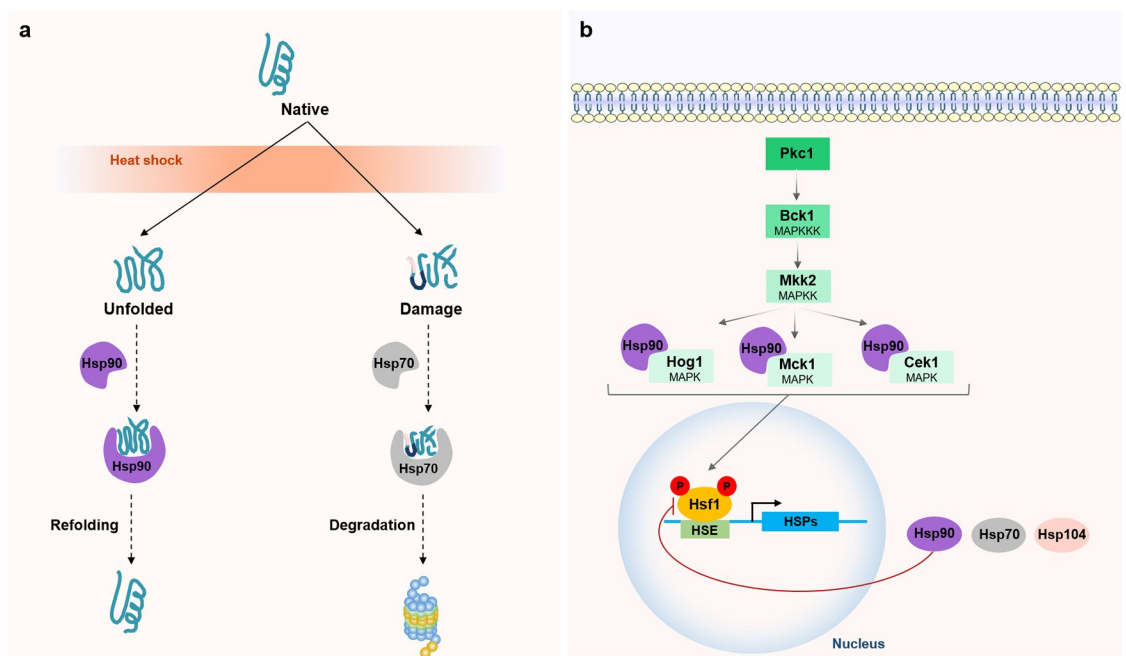 a
Native
Heat shock
Unfolded
Damage
Hsp90
Hsp70
Hsp90
Hsp70
Refolding
Degradation
b
Pkc1
Bck1
MAPKKK
Mkk2
MAPKK
Hsp90
Hog1
MAPK
Hsp90
Mck1
MAPK
Hsp90
Cek1
MAPK
P
P
Hsf1
HSE
HSPs
Hsp90
Hsp70
Hsp104
Nucleus